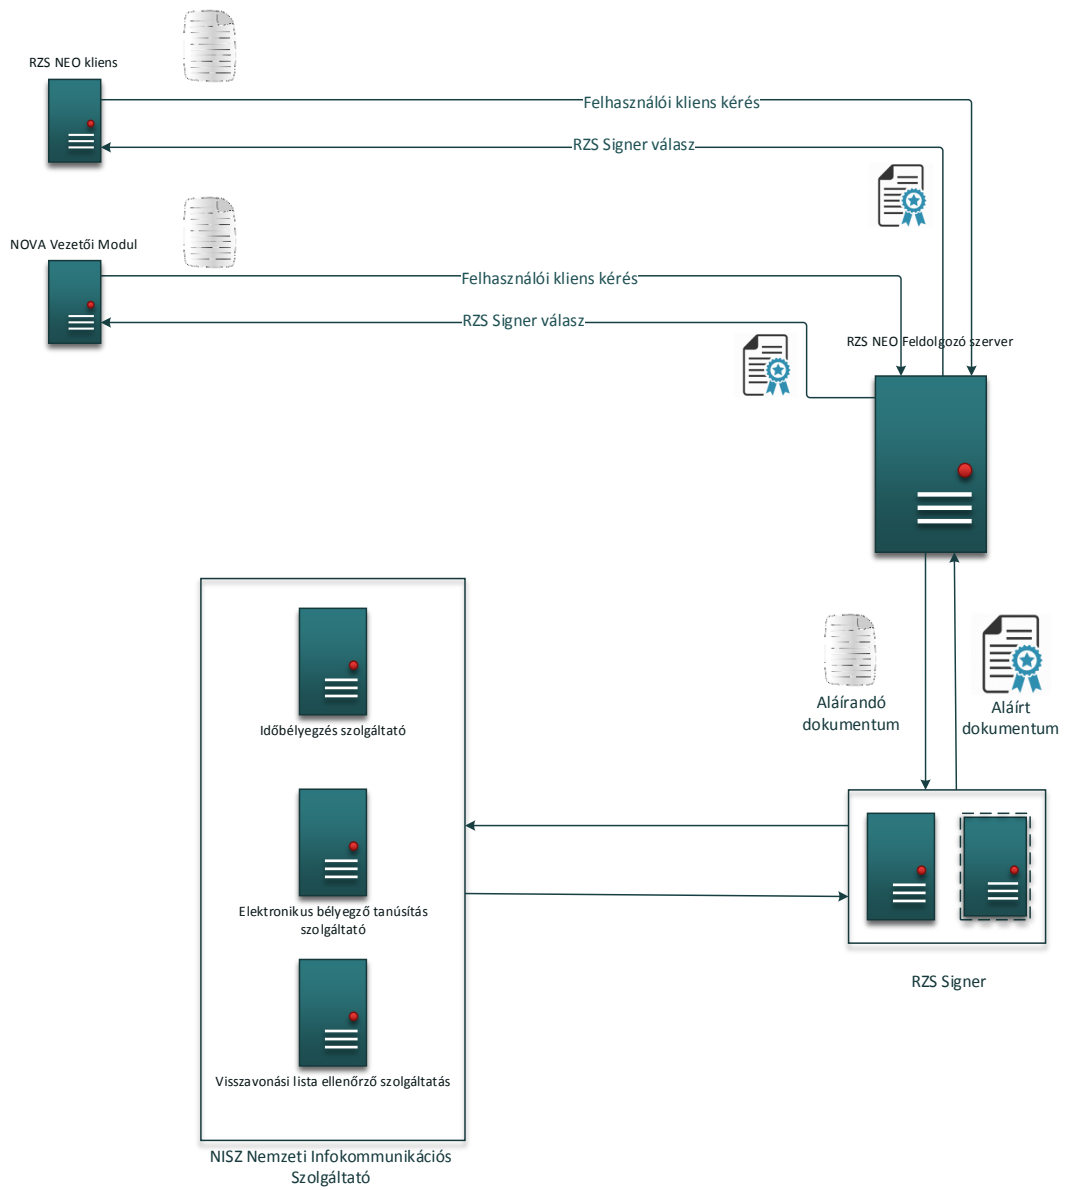 RZS NEO kliens
Felhasználói kliens kérés
RZS Signer válasz
NOVA Vezetői Modul
Felhasználói kliens kérés
RZS Signer válasz
RZS NEO Feldolgozó szerver
Időbélyegzés szolgáltató
Aláírandó
dokumentum
Aláírt
dokumentum
Elektronikus bélyegző tanúsítás
szolgáltató
RZS Signer
Visszavonási lista ellenőrző szolgáltatás
NISZ Nemzeti Infokommunikációs
Szolgáltató